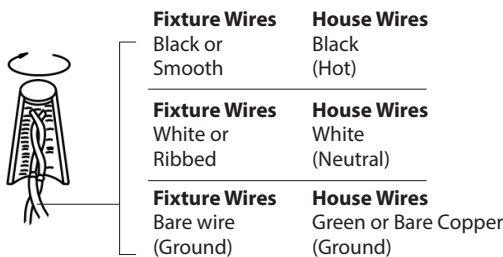 Fixture Wires House Wires
Black or Black
Smooth (Hot)
Fixture Wires House Wires
White or White
Ribbed (Neutral)
Fixture Wires House Wires
Bare wire Green or Bare Copper
(Ground) (Ground)